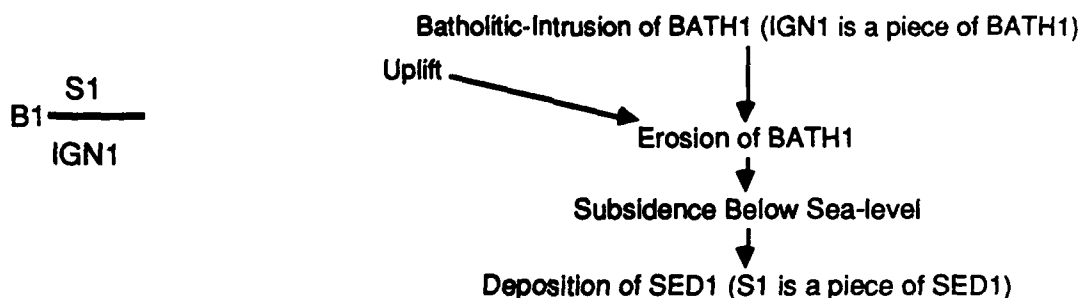 Batholitic-Intrusion of BATH1 (IGN1 is a piece of BATH1)
Uplift
S1
B1
IGN1
Erosion of BATH1
Subsidence Below Sea-level
Deposition of SED1 (S1 is a piece of SED1)